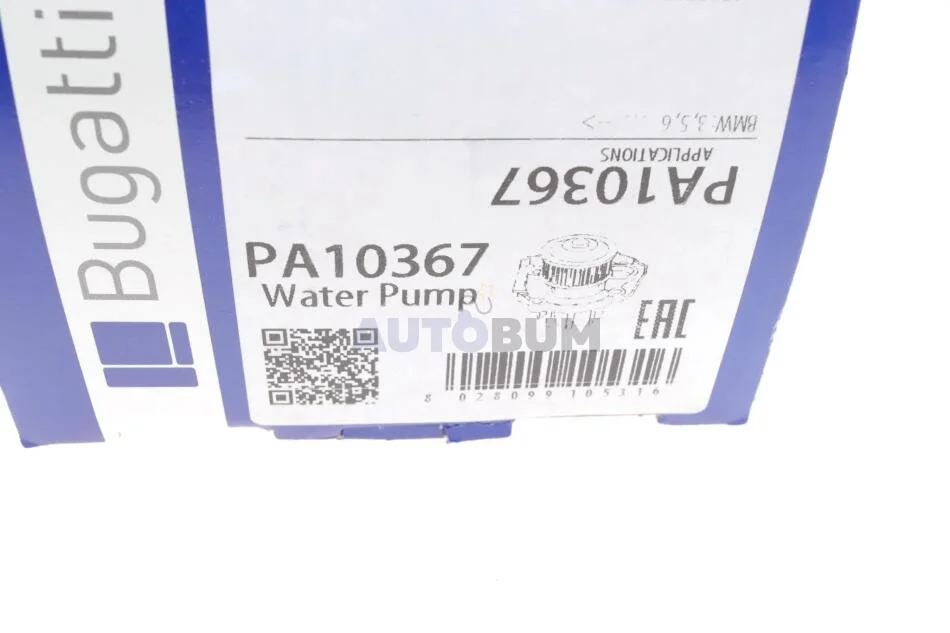 Bugatti
BMW: 3,5,6 ... -->
APPLICATIONS
PA10367
PA10367
Water Pump
AUTOBUM
EAC
8 028099 105316